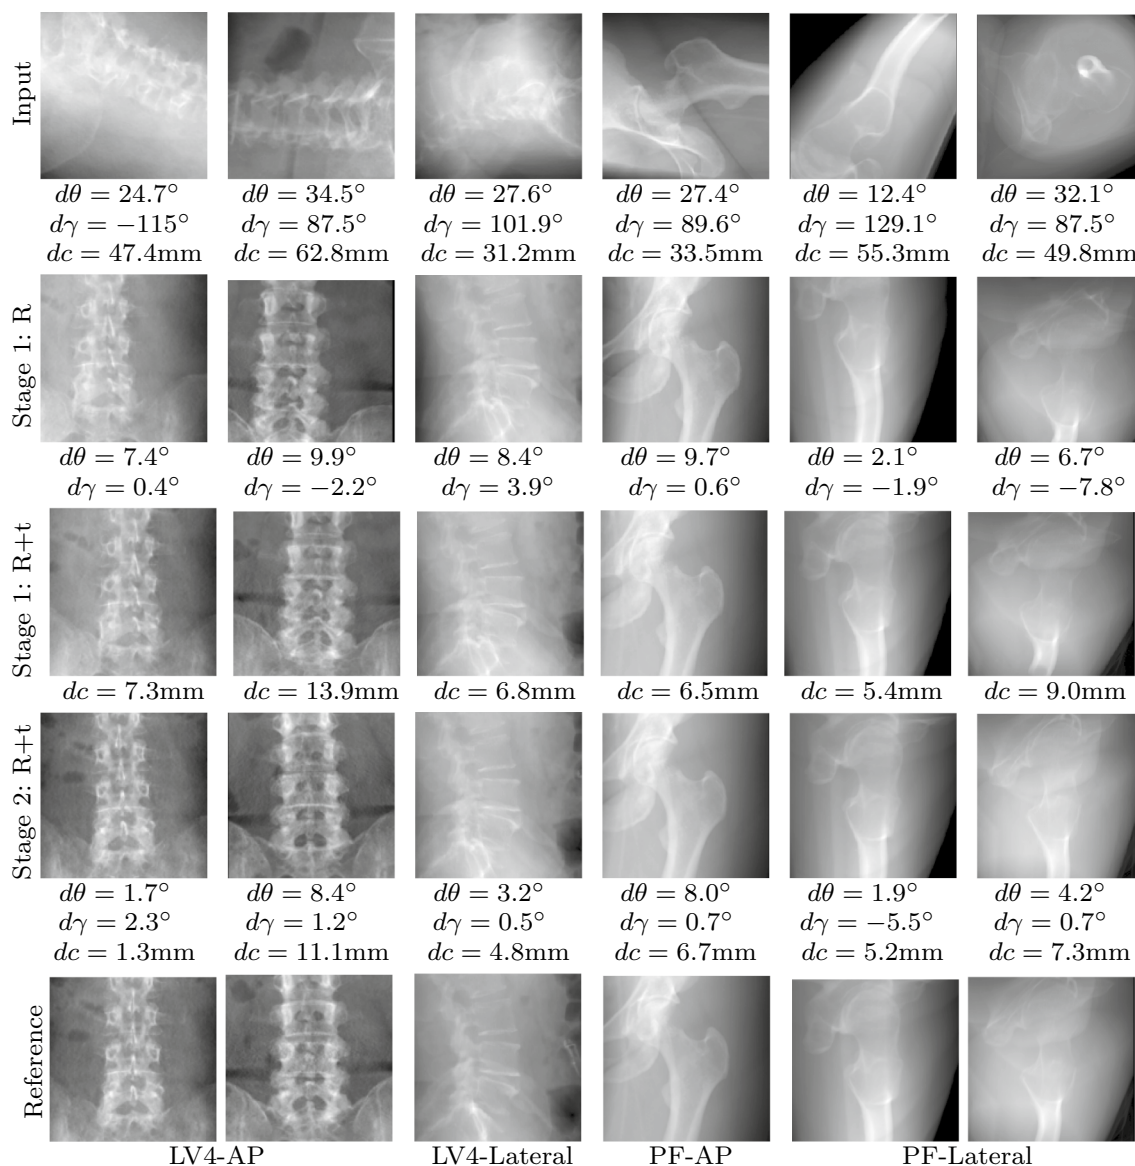 Input
dθ = 24.7° dθ = 34.5° dθ = 27.6° dθ = 27.4° dθ = 12.4° dθ = 32.1°
dγ = −115° dγ = 87.5° dγ = 101.9° dγ = 89.6° dγ = 129.1° dγ = 87.5°
dc = 47.4mm dc = 62.8mm dc = 31.2mm dc = 33.5mm dc = 55.3mm dc = 49.8mm
Stage 1: R
dθ = 7.4° dθ = 9.9° dθ = 8.4° dθ = 9.7° dθ = 2.1° dθ = 6.7°
dγ = 0.4° dγ = −2.2° dγ = 3.9° dγ = 0.6° dγ = −1.9° dγ = −7.8°
Stage 1: R+t
dc = 7.3mm dc = 13.9mm dc = 6.8mm dc = 6.5mm dc = 5.4mm dc = 9.0mm
Stage 2: R+t
dθ = 1.7° dθ = 8.4° dθ = 3.2° dθ = 8.0° dθ = 1.9° dθ = 4.2°
dγ = 2.3° dγ = 1.2° dγ = 0.5° dγ = 0.7° dγ = −5.5° dγ = 0.7°
dc = 1.3mm dc = 11.1mm dc = 4.8mm dc = 6.7mm dc = 5.2mm dc = 7.3mm
Reference
LV4-AP LV4-Lateral PF-AP PF-Lateral